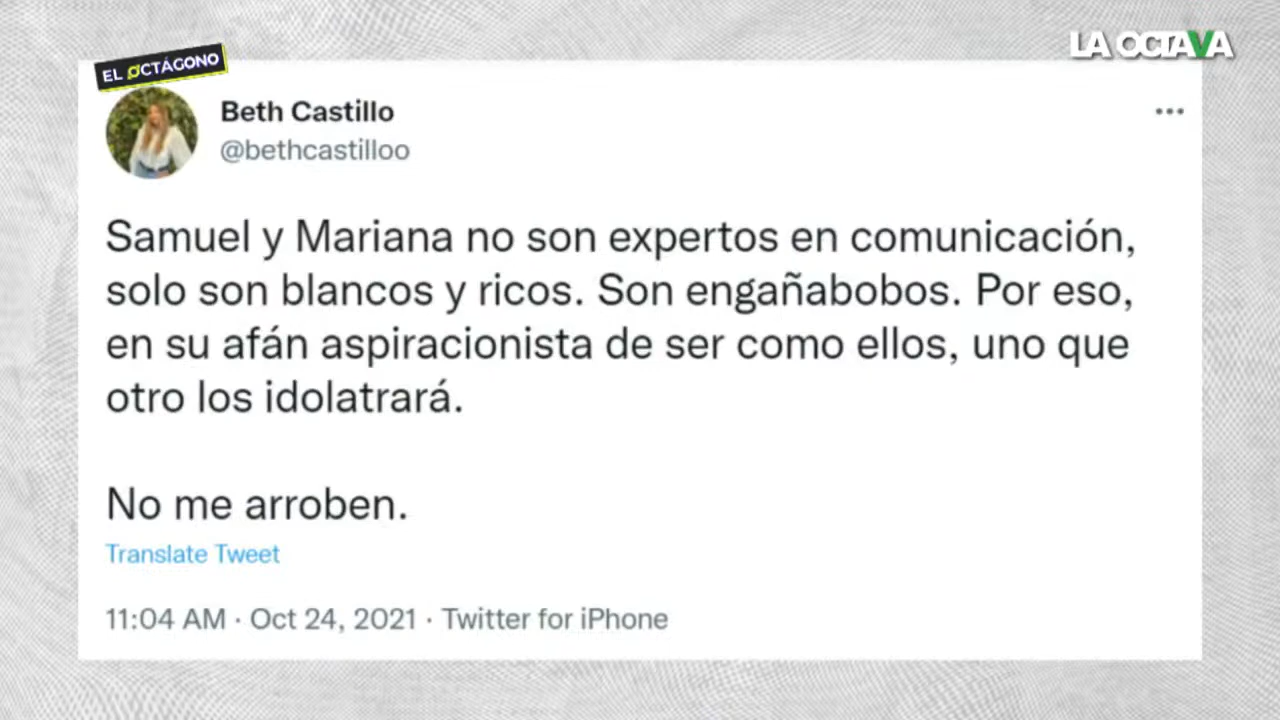 LA OCTAVA
EL OCTÁGONO
Beth Castillo
@bethcastilloo
Samuel y Mariana no son expertos en comunicación,
solo son blancos y ricos. Son engañabobos. Por eso,
en su afán aspiracionista de ser como ellos, uno que
otro los idolatrará.
No me arroben.
Translate Tweet
11:04 AM · Oct 24, 2021 · Twitter for iPhone